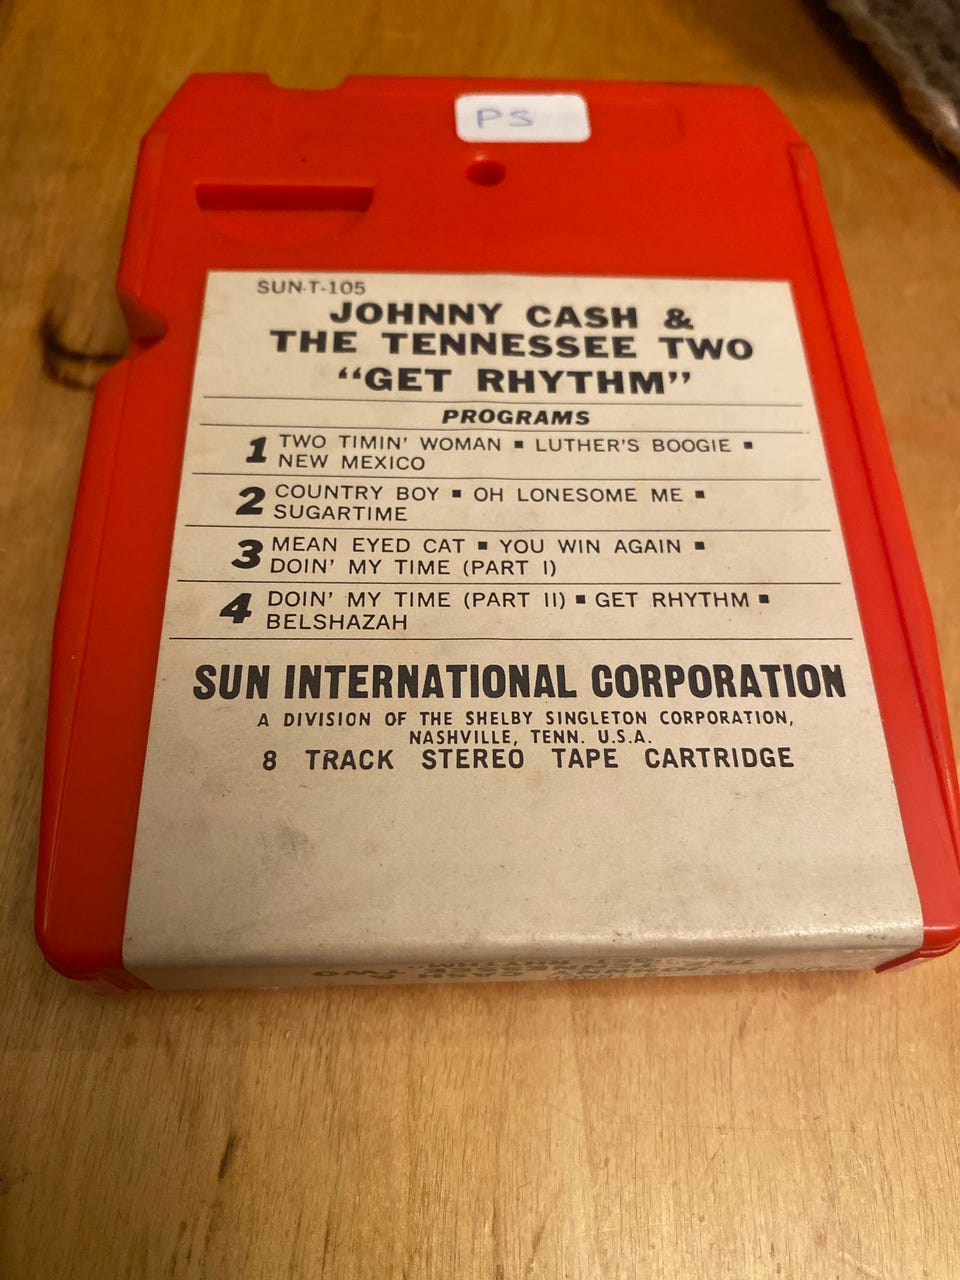 PS
SUN-T-105
JOHNNY CASH &
THE TENNESSEE TWO
“GET RHYTHM”
PROGRAMS
1 TWO TIMIN' WOMAN ▪ LUTHER'S BOOGIE ▪
NEW MEXICO
2 COUNTRY BOY ▪ OH LONESOME ME ▪
SUGARTIME
3 MEAN EYED CAT ▪ YOU WIN AGAIN ▪
DOIN' MY TIME (PART I)
4 DOIN' MY TIME (PART II) ▪ GET RHYTHM ▪
BELSHAZAH
SUN INTERNATIONAL CORPORATION
A DIVISION OF THE SHELBY SINGLETON CORPORATION,
NASHVILLE, TENN. U.S.A.
8 TRACK STEREO TAPE CARTRIDGE